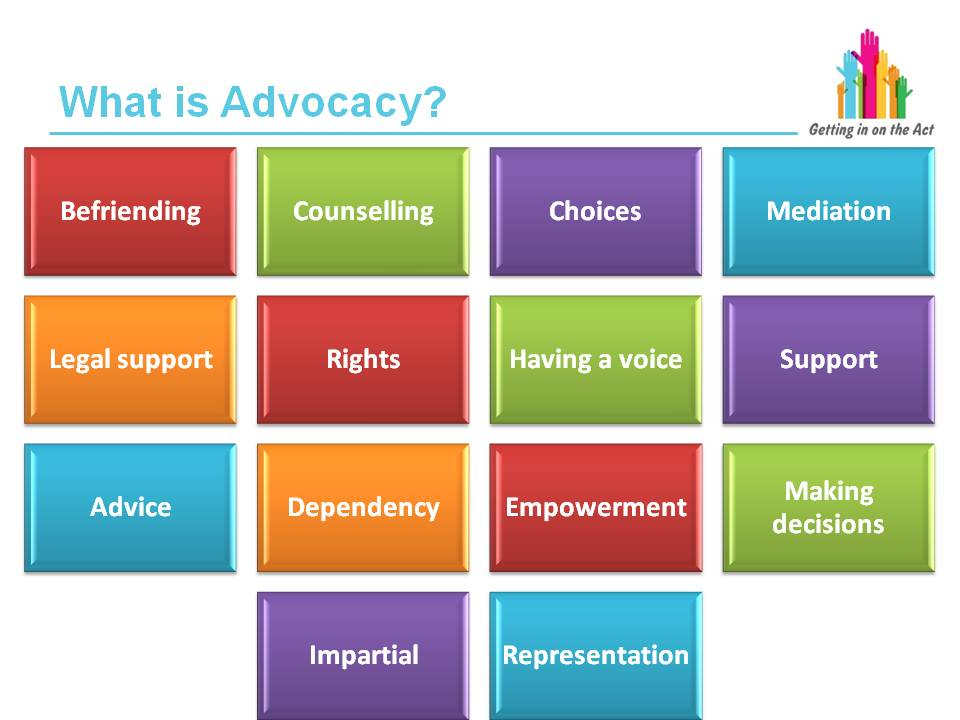 What is Advocacy?
Getting in on the Act
Befriending
Counselling
Choices
Mediation
Legal support
Rights
Having a voice
Support
Advice
Dependency
Empowerment
Making
decisions
Impartial
Representation